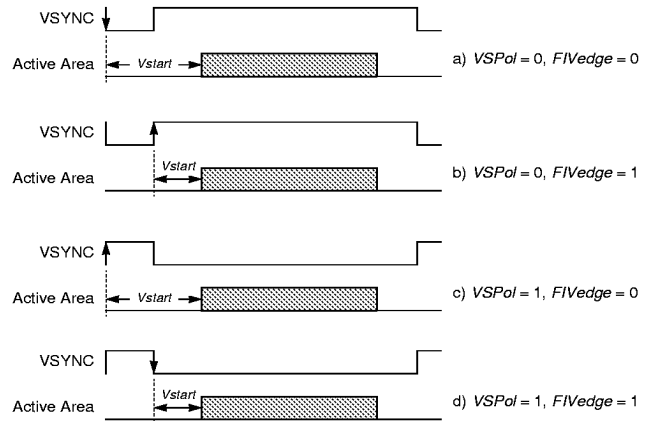 VSYNC
Active Area
Vstart
a) VSPol = 0, FIVedge = 0
VSYNC
Active Area
Vstart
b) VSPol = 0, FIVedge = 1
VSYNC
Active Area
Vstart
c) VSPol = 1, FIVedge = 0
VSYNC
Active Area
Vstart
d) VSPol = 1, FIVedge = 1